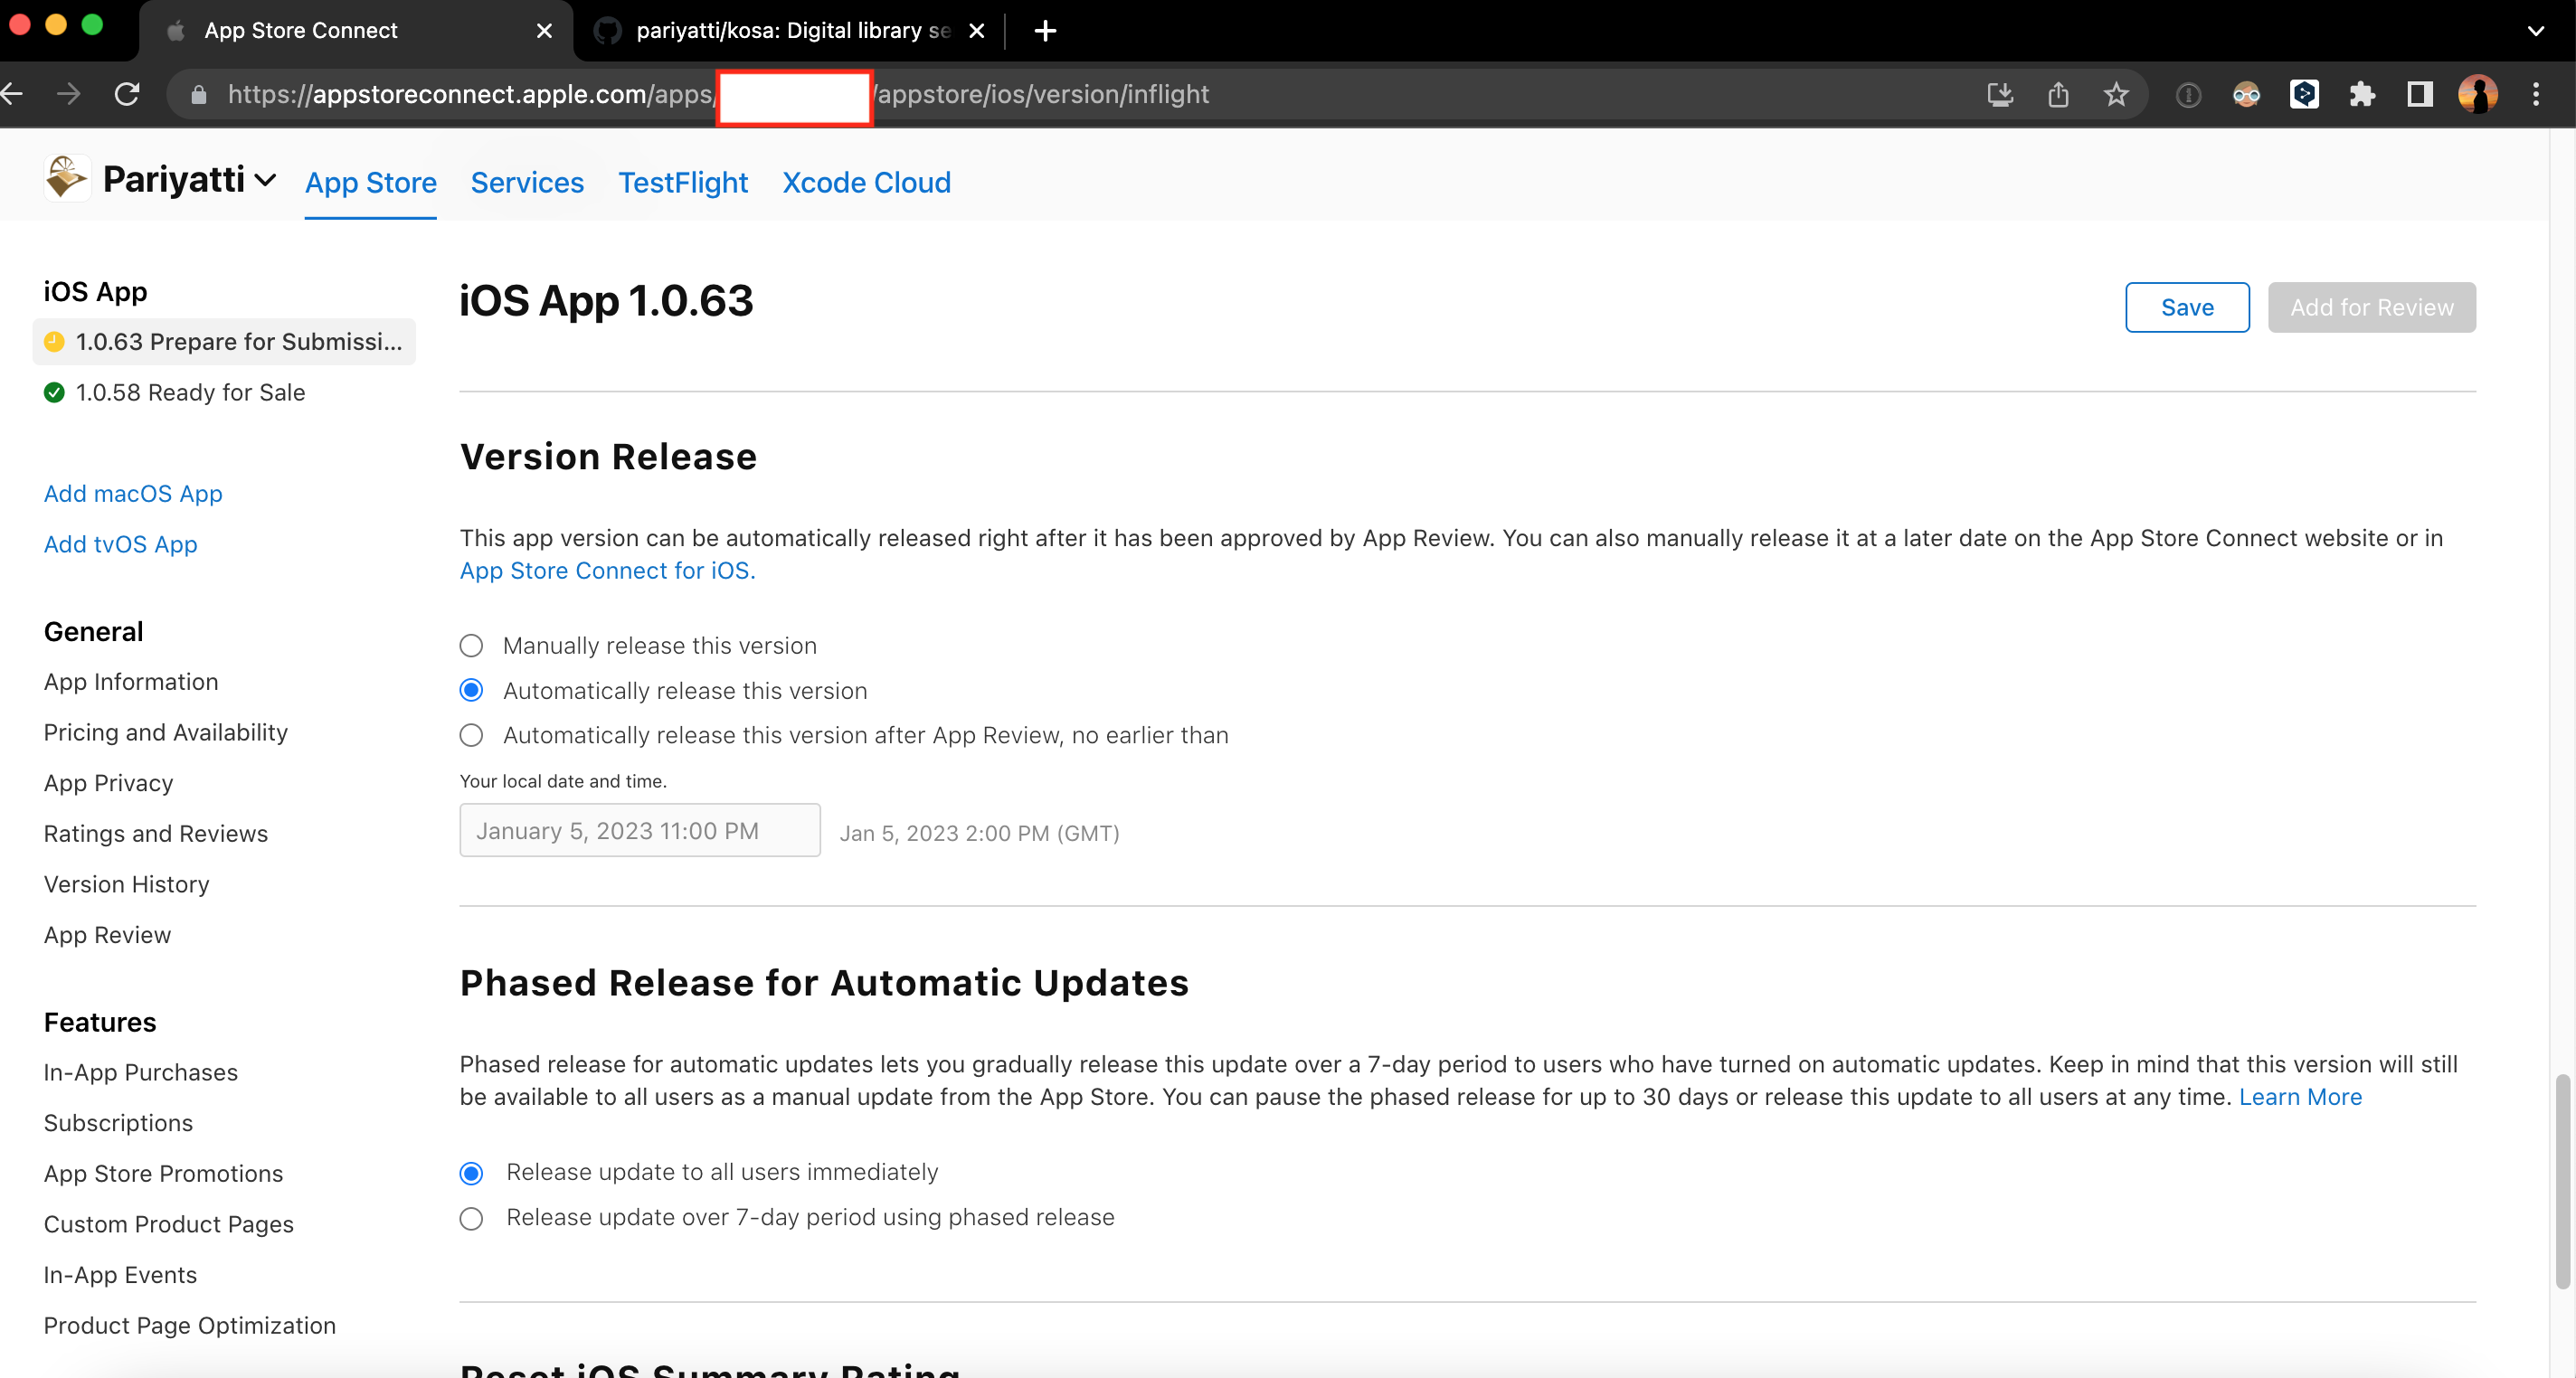 App Store Connect
pariyatti/kosa: Digital library se
https://appstoreconnect.apple.com/apps/
/appstore/ios/version/inflight
Pariyatti
App Store
Services
TestFlight
Xcode Cloud
iOS App
1.0.63 Prepare for Submissi...
1.0.58 Ready for Sale
Add macOS App
Add tvOS App
General
App Information
Pricing and Availability
App Privacy
Ratings and Reviews
Version History
App Review
Features
In-App Purchases
Subscriptions
App Store Promotions
Custom Product Pages
In-App Events
Product Page Optimization
iOS App 1.0.63
Save
Add for Review
Version Release
This app version can be automatically released right after it has been approved by App Review. You can also manually release it at a later date on the App Store Connect website or in
App Store Connect for iOS.
Manually release this version
Automatically release this version
Automatically release this version after App Review, no earlier than
Your local date and time.
January 5, 2023 11:00 PM
Jan 5, 2023 2:00 PM (GMT)
Phased Release for Automatic Updates
Phased release for automatic updates lets you gradually release this update over a 7-day period to users who have turned on automatic updates. Keep in mind that this version will still
be available to all users as a manual update from the App Store. You can pause the phased release for up to 30 days or release this update to all users at any time. Learn More
Release update to all users immediately
Release update over 7-day period using phased release
Reset iOS Summary Rating